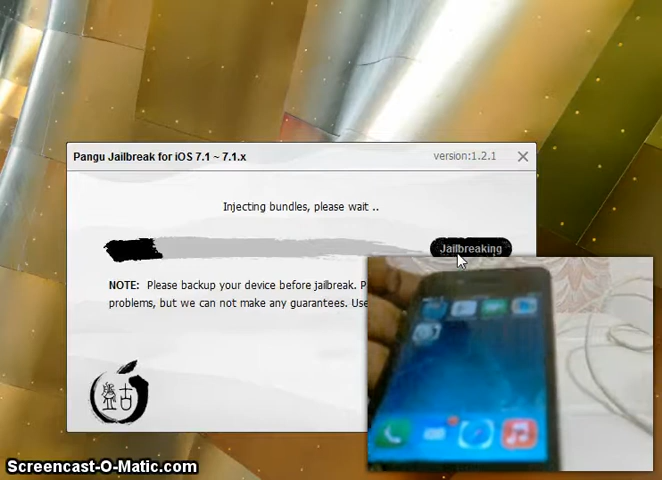 Pangu Jailbreak for iOS 7.1 ~ 7.1.x
version:1.2.1
Injecting bundles, please wait ..
Jailbreaking
NOTE: Please backup your device before jailbreak. P
problems, but we can not make any guarantees. Use
Screencast-O-Matic.com